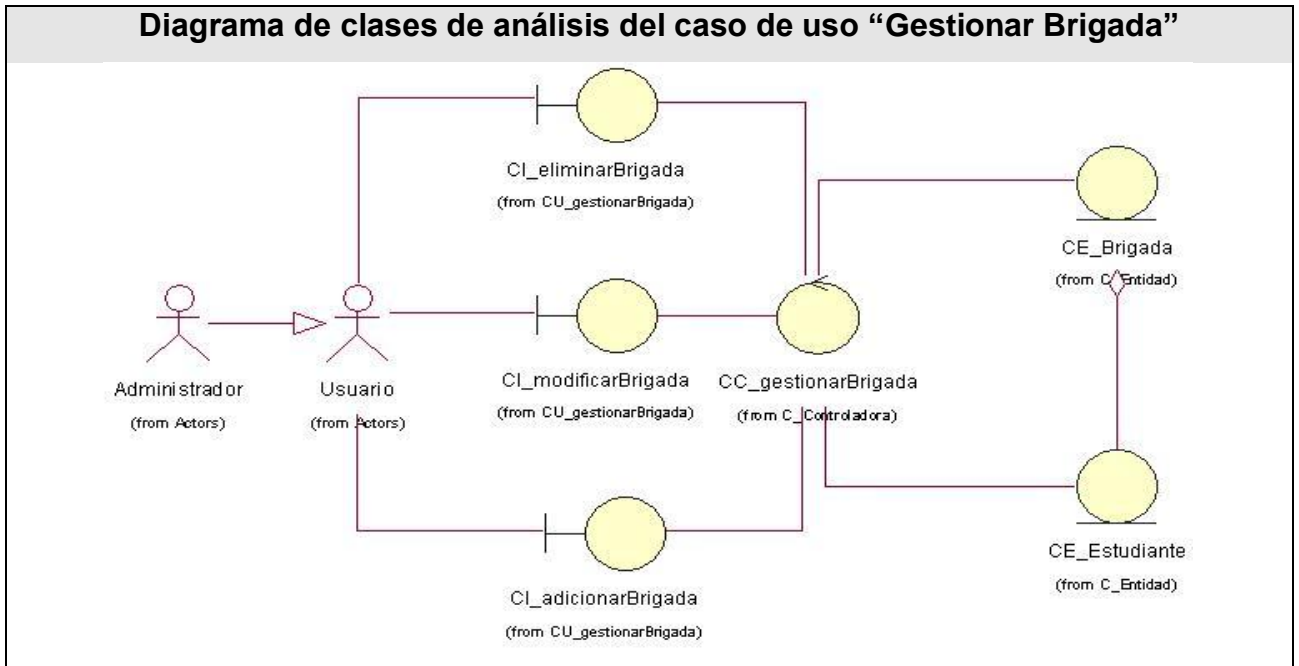 Diagrama de clases de análisis del caso de uso “Gestionar Brigada”
CI_eliminarBrigada
(from CU_gestionarBrigada)
CE_Brigada
(from C_Entidad)
Administrador
(from Actors)
Usuario
(from Actors)
CI_modificarBrigada
(from CU_gestionarBrigada)
CC_gestionarBrigada
(from C_Controladora)
CE_Estudiante
(from C_Entidad)
CI_adicionarBrigada
(from CU_gestionarBrigada)